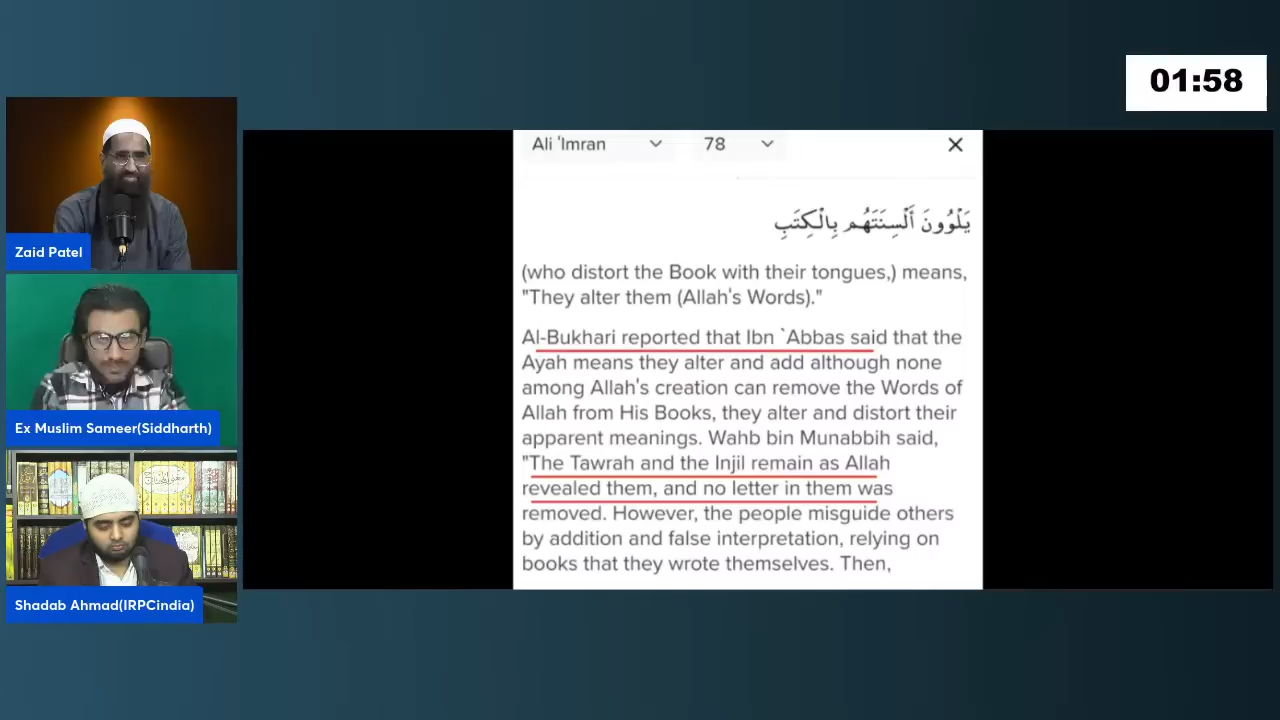 01:58
Zaid Patel
Ex Muslim Sameer(Siddharth)
Shadab Ahmad(IRPCindia)
Ali 'Imran
78
يَلْوُونَ أَلْسِنَتَهُم بِالْكِتَبِ
(who distort the Book with their tongues,) means,
"They alter them (Allah's Words)."
Al-Bukhari reported that Ibn `Abbas said that the
Ayah means they alter and add although none
among Allah's creation can remove the Words of
Allah from His Books, they alter and distort their
apparent meanings. Wahb bin Munabbih said,
"The Tawrah and the Injil remain as Allah
revealed them, and no letter in them was
removed. However, the people misguide others
by addition and false interpretation, relying on
books that they wrote themselves. Then,